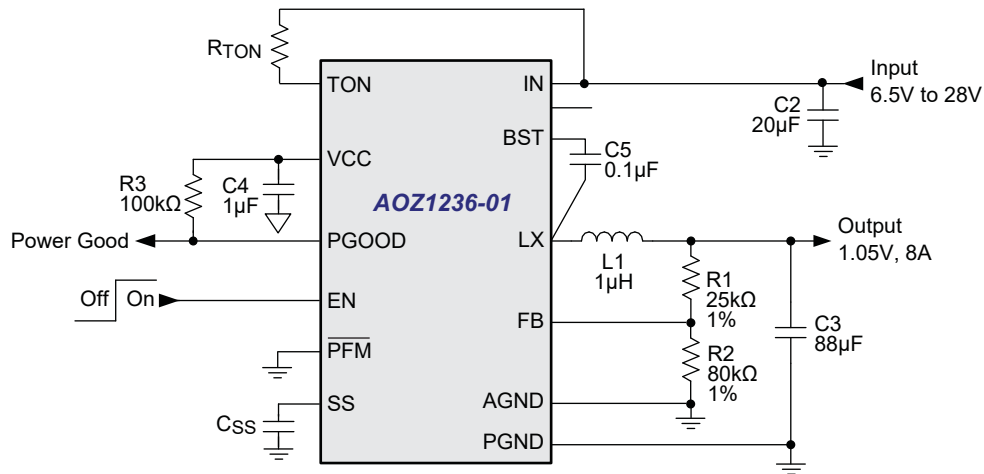 RTON
TON
IN
Input
6.5V to 28V
C2
20µF
BST
C5
0.1µF
VCC
R3
100kΩ
C4
1µF
AOZ1236-01
Power Good
PGOOD
LX
L1
1µH
Output
1.05V, 8A
R1
25kΩ
1%
Off
On
EN
FB
C3
88µF
PFM
R2
80kΩ
1%
SS
CSS
AGND
PGND